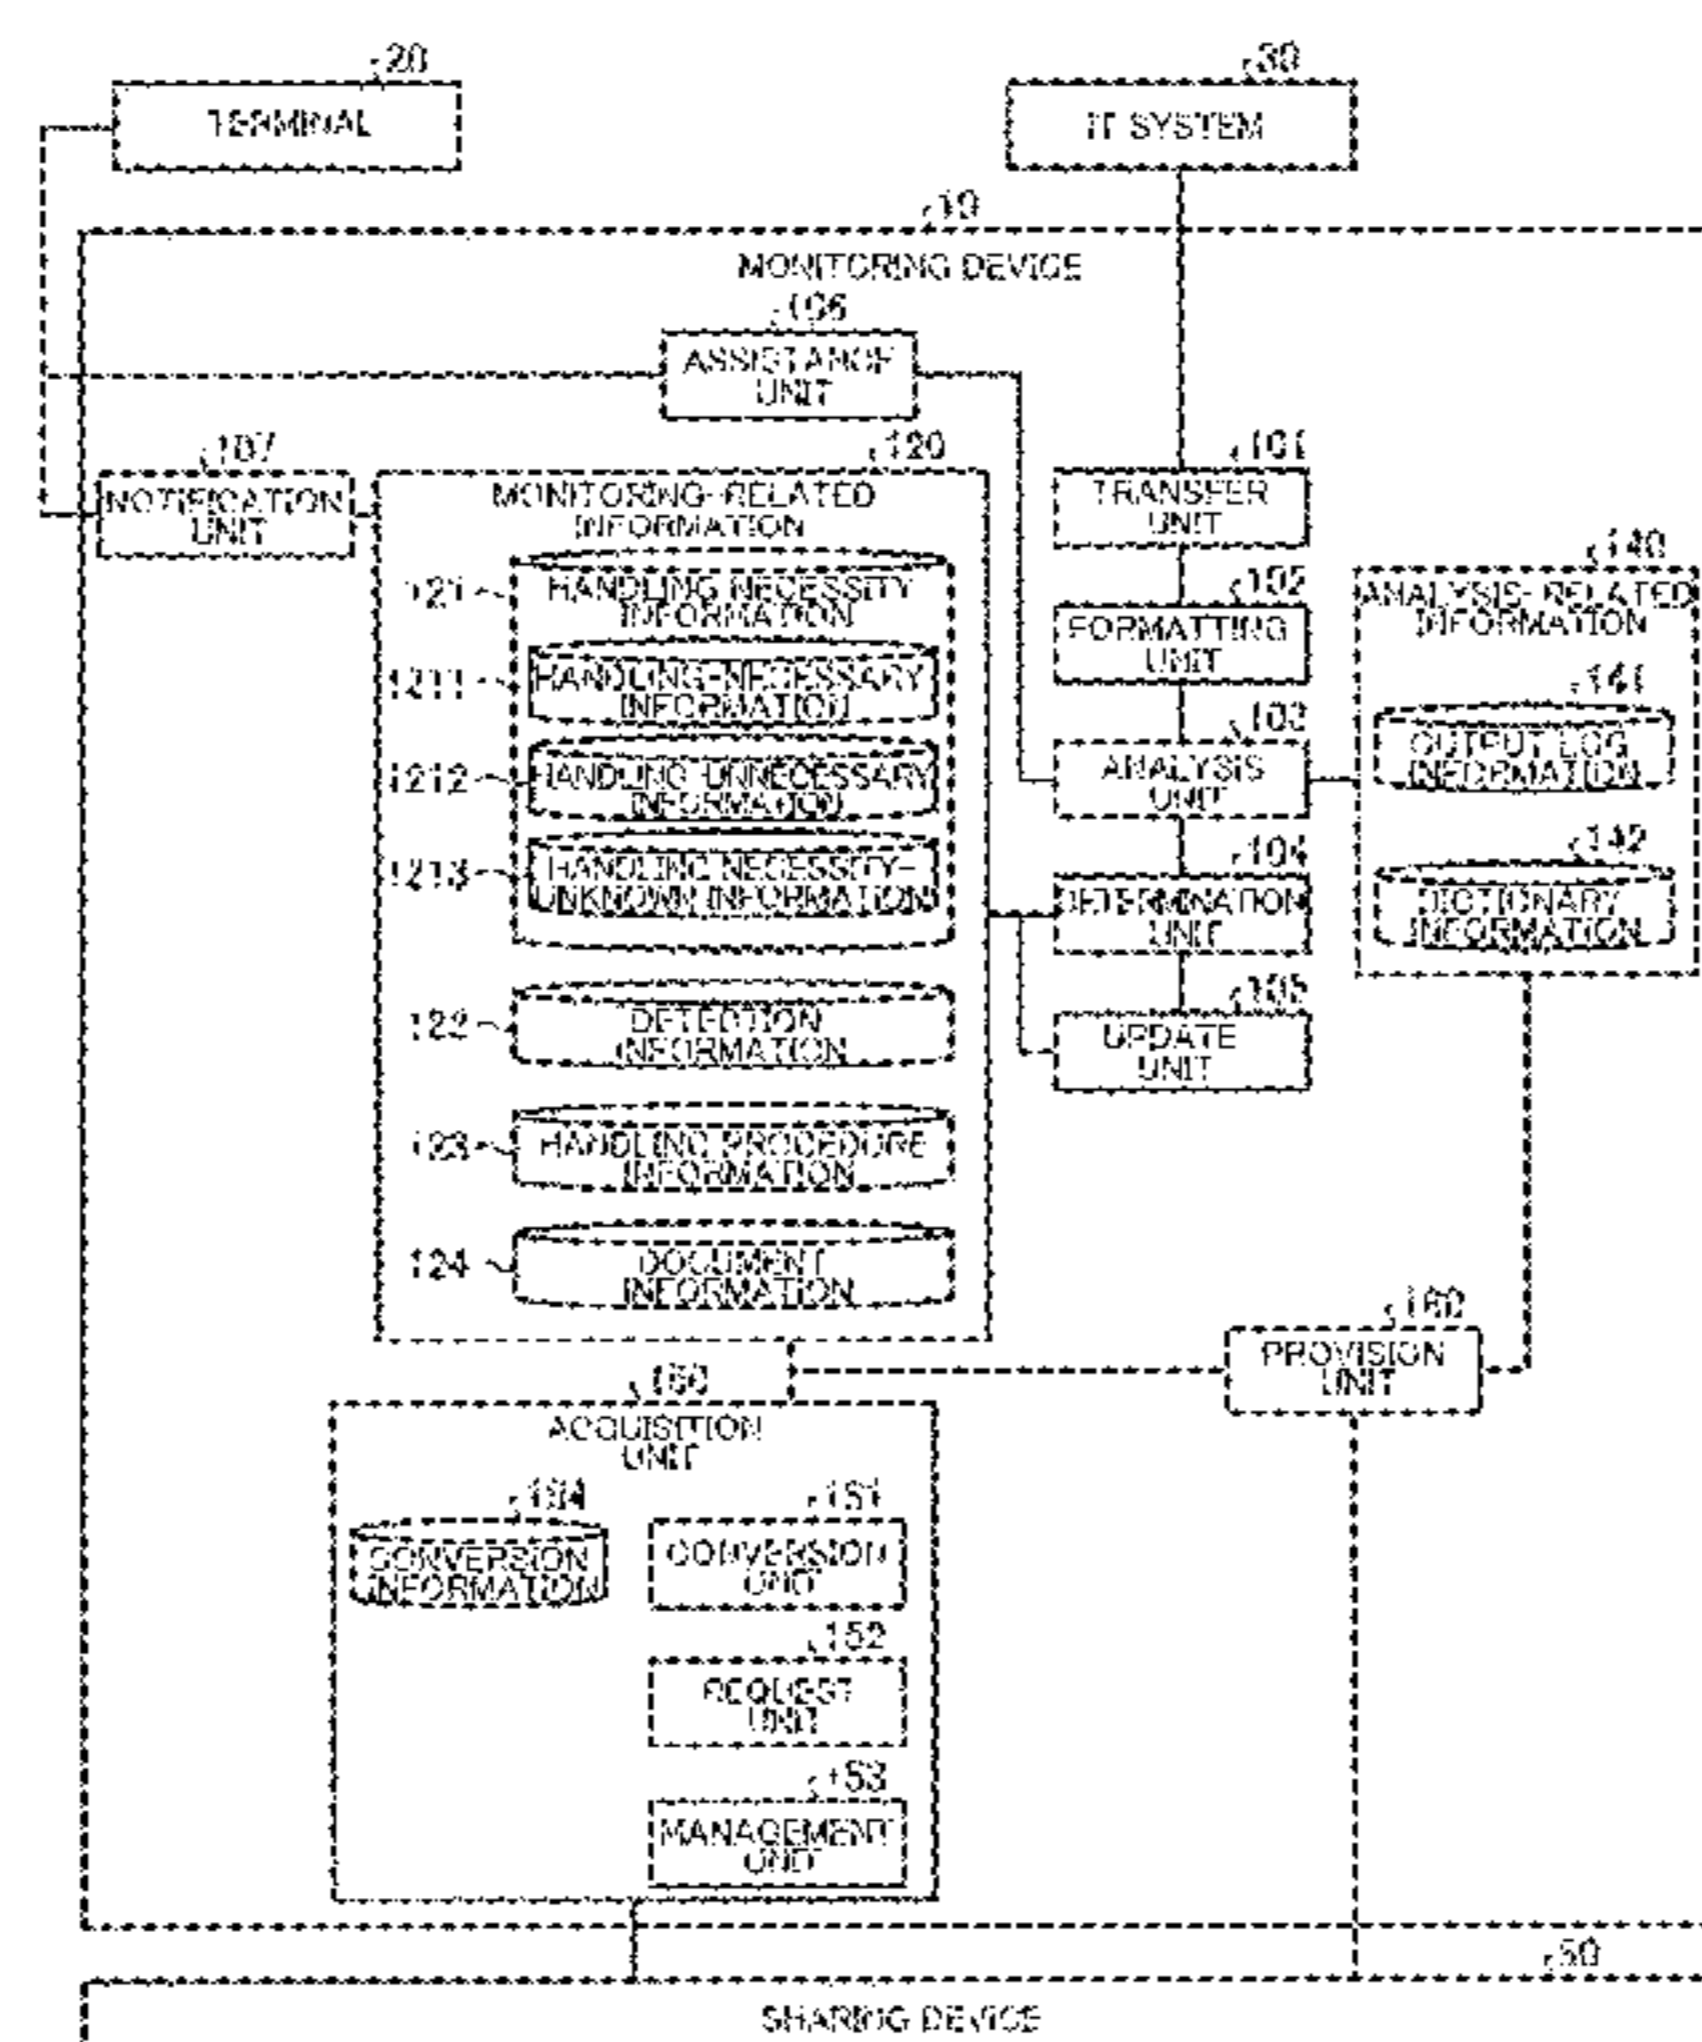 20
TERMINAL
30
IT SYSTEM
10
MONITORING DEVICE
106
ASSISTANCE
UNIT
107
NOTIFICATION
UNIT
120
MONITORING-RELATED
INFORMATION
121
HANDLING NECESSITY
INFORMATION
1211
HANDLING-NECESSARY
INFORMATION
1212
HANDLING-UNNECESSARY
INFORMATION
1213
HANDLING NECESSITY-
UNKNOWN INFORMATION
122
DETECTION
INFORMATION
123
HANDLING PROCEDURE
INFORMATION
124
DOCUMENT
INFORMATION
101
TRANSFER
UNIT
102
FORMATTING
UNIT
103
ANALYSIS
UNIT
104
DETERMINATION
UNIT
105
UPDATE
UNIT
140
ANALYSIS-RELATED
INFORMATION
141
OUTPUT LOG
INFORMATION
142
DICTIONARY
INFORMATION
160
PROVISION
UNIT
150
ACQUISITION
UNIT
154
CONVERSION
INFORMATION
151
CONVERSION
UNIT
152
REQUEST
UNIT
153
MANAGEMENT
UNIT
50
SHARING DEVICE